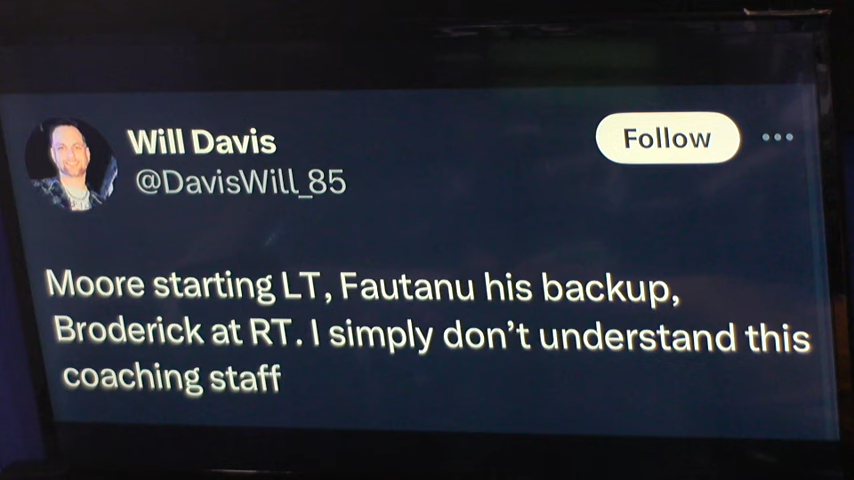 Will Davis
Follow
@DavisWill_85
Moore starting LT, Fautanu his backup,
Broderick at RT. I simply don't understand this
coaching staff